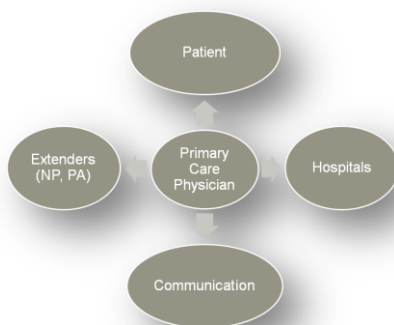 Patient
Extenders
(NP, PA)
Primary
Care
Physician
Hospitals
Communication